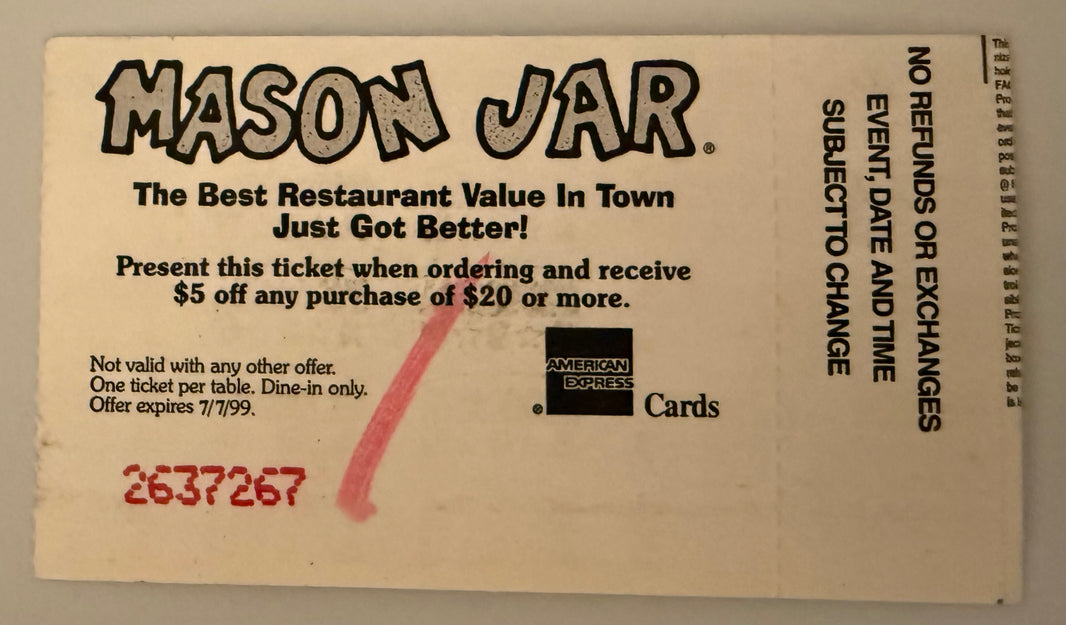 MASON JAR®
The Best Restaurant Value In Town
Just Got Better!
Present this ticket when ordering and receive
$5 off any purchase of $20 or more.
Not valid with any other offer.
One ticket per table. Dine-in only.
Offer expires 7/7/99.
AMERICAN
EXPRESS
® Cards
2637267
NO REFUNDS OR EXCHANGES
EVENT, DATE AND TIME
SUBJECT TO CHANGE